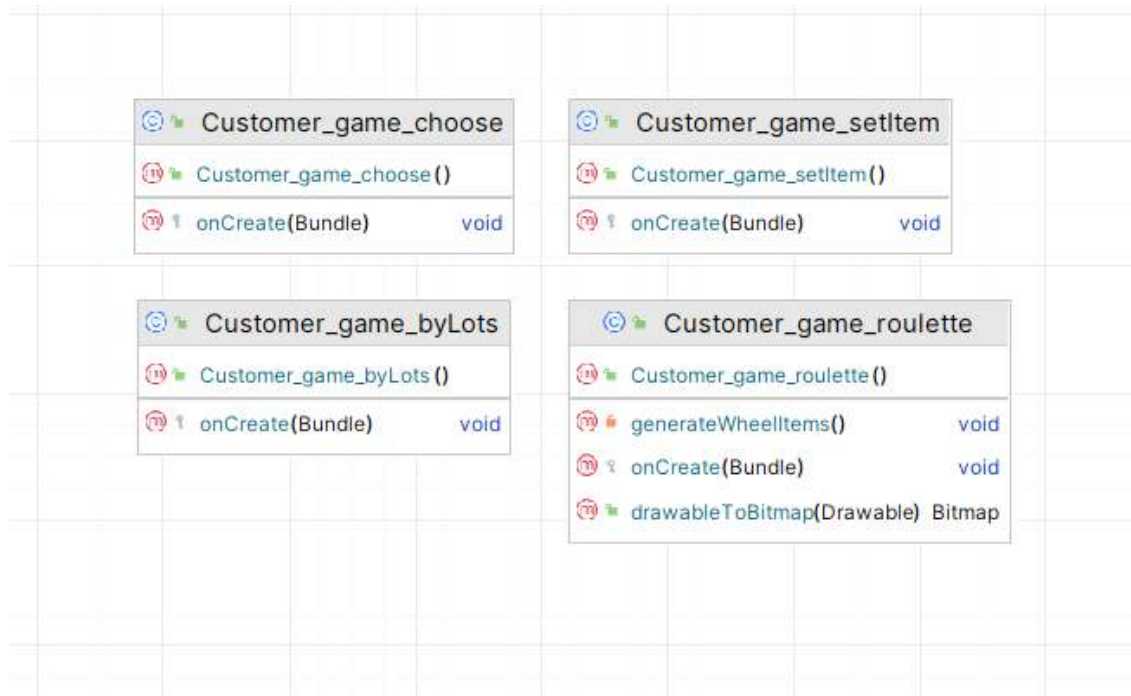 Customer_game_choose
Customer_game_choose()
onCreate(Bundle) void
Customer_game_setItem
Customer_game_setItem()
onCreate(Bundle) void
Customer_game_byLots
Customer_game_byLots()
onCreate(Bundle) void
Customer_game_roulette
Customer_game_roulette()
generateWheelItems() void
onCreate(Bundle) void
drawableToBitmap(Drawable) Bitmap